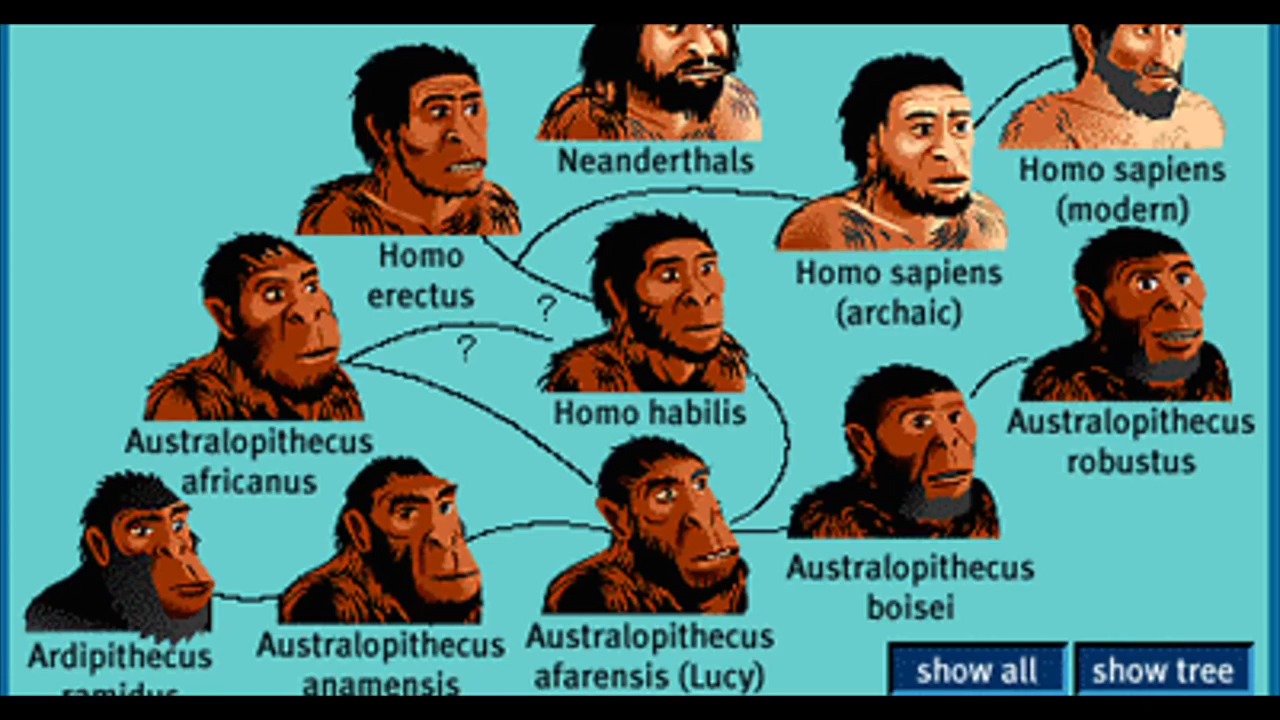 Neanderthals
Homo sapiens
(modern)
Homo
erectus
Homo sapiens
(archaic)
?
?
Homo habilis
Australopithecus
africanus
Australopithecus
robustus
Australopithecus
boisei
Ardipithecus
ramidus
Australopithecus
anamensis
Australopithecus
afarensis (Lucy)
show all
show tree